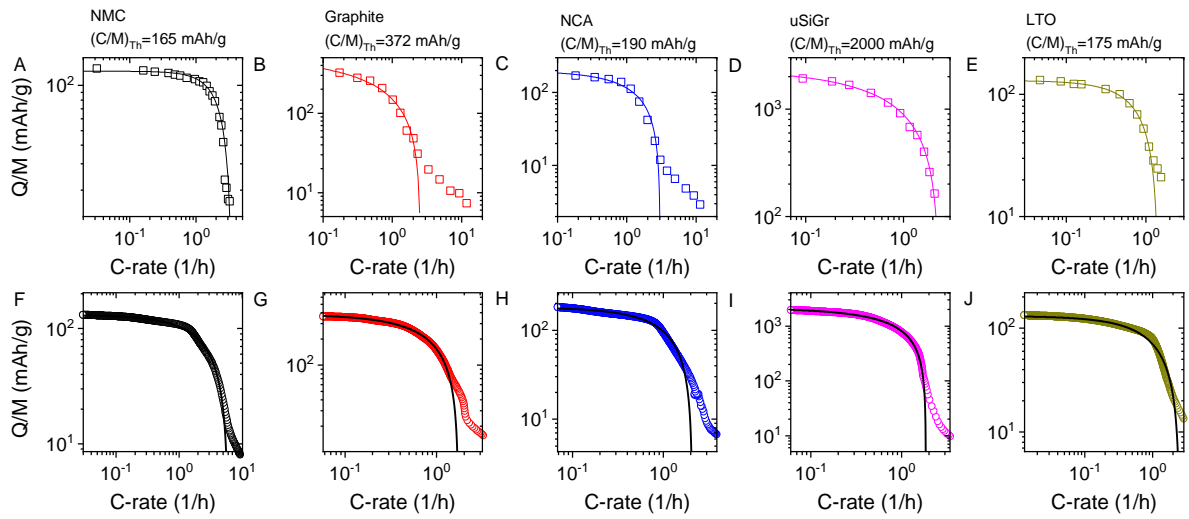 NMC
(C/M)Th=165 mAh/g
Graphite
(C/M)Th=372 mAh/g
NCA
(C/M)Th=190 mAh/g
uSiGr
(C/M)Th=2000 mAh/g
LTO
(C/M)Th=175 mAh/g
A
B
C
D
E
Q/M (mAh/g)
10²
10⁻¹ 10⁰ 10¹
C-rate (1/h)
10² 10¹
10⁻¹ 10⁰ 10¹
C-rate (1/h)
10² 10¹
10⁻¹ 10⁰ 10¹
C-rate (1/h)
10³ 10²
10⁻¹ 10⁰
C-rate (1/h)
10² 10¹
10⁻¹ 10⁰
C-rate (1/h)
F
G
H
I
J
Q/M (mAh/g)
10² 10¹
10⁻¹ 10⁰ 10¹
C-rate (1/h)
10²
10⁻¹ 10⁰
C-rate (1/h)
10² 10¹
10⁻¹ 10⁰
C-rate (1/h)
10³ 10² 10¹
10⁻¹ 10⁰
C-rate (1/h)
10² 10¹
10⁻¹ 10⁰
C-rate (1/h)